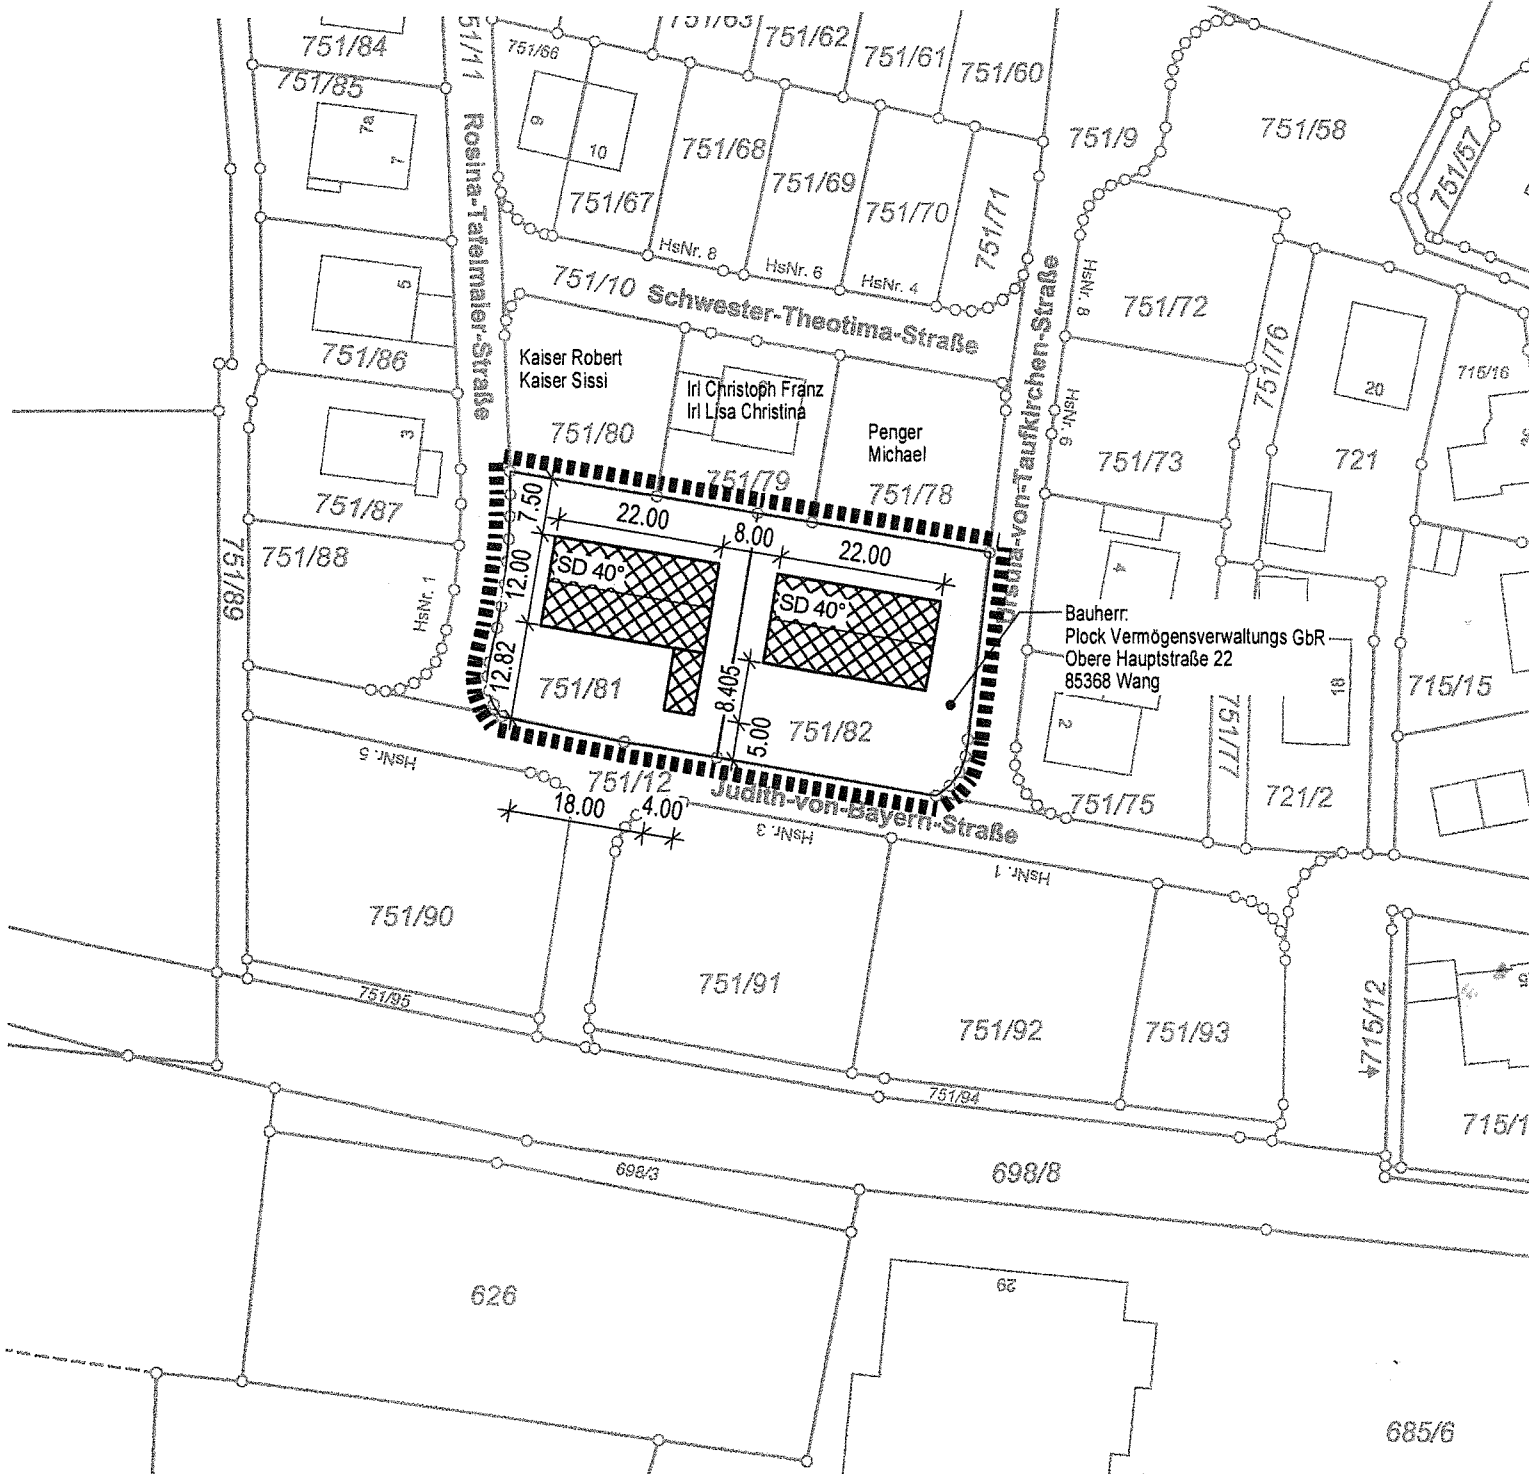 751/84
751/85
7a
7
51/11
Rosina-Tafelmaier-Straße
751/66
9
10
751/63
751/62
751/61
751/60
751/67
751/68
751/69
751/70
751/71
751/9
751/58
751/57
HsNr. 8
HsNr. 6
HsNr. 4
751/10
Schwester-Theotima-Straße
5
751/86
3
751/87
751/88
751/89
HsNr. 1
Kaiser Robert
Kaiser Sissi
751/80
Irl Christoph Franz
Irl Lisa Christina
751/79
Penger
Michael
751/78
Ursula-von-Taufkirchen-Straße
HsNr. 8
HsNr. 6
751/72
751/76
751/73
20
721
715/16
7.50
22.00
8.00
22.00
12.00
SD 40°
SD 40°
12.82
751/81
8.405
5.00
751/82
4
Bauherr:
Plock Vermögensverwaltungs GbR
Obere Hauptstraße 22
85368 Wang
2
18
751/77
751/75
721/2
715/15
HsNr. 5
751/12
Judith-von-Bayern-Straße
18.00
4.00
HsNr. 3
HsNr. 1
751/90
751/91
751/92
751/93
751/95
751/94
715/12
715/1
698/3
698/8
626
29
685/6